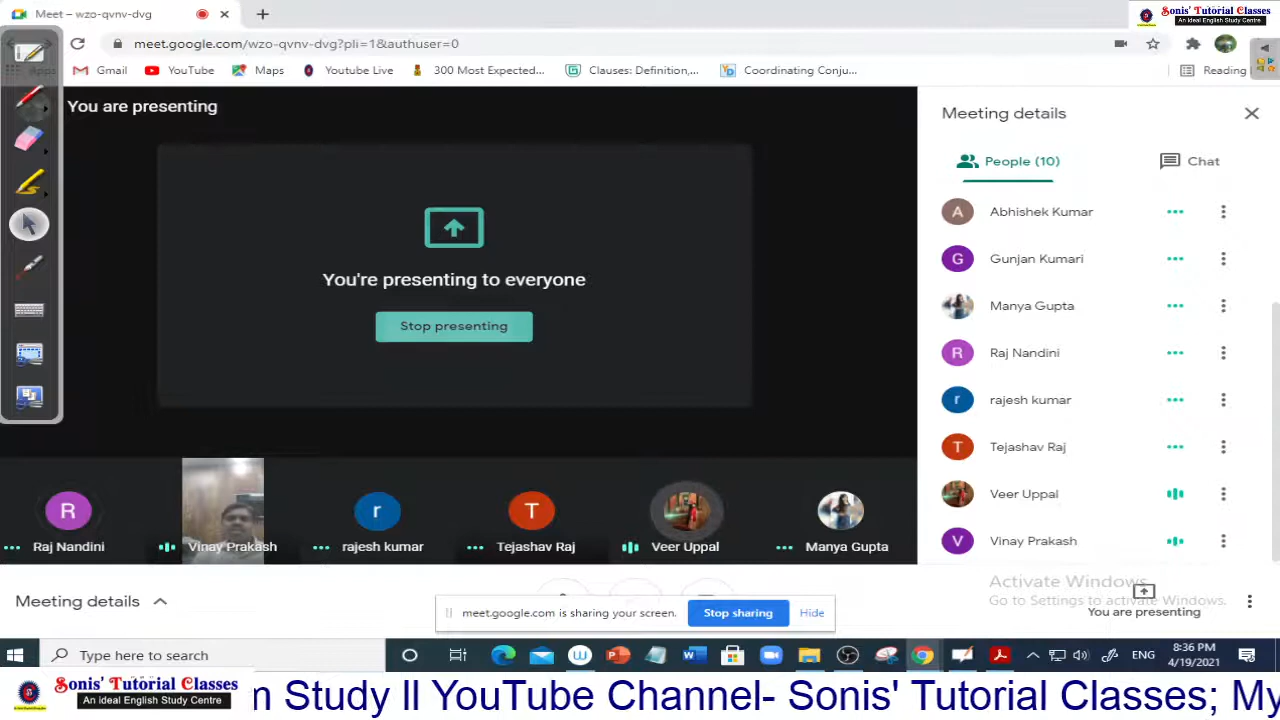 Meet – wzo-qvnv-dvg
Sonis' Tutorial Classes
An Ideal English Study Centre.
meet.google.com/wzo-qvnv-dvg?pli=1&authuser=0
Apps
Gmail
YouTube
Maps
Youtube Live
300 Most Expected...
Clauses: Definition,...
Coordinating Conju...
Reading
You are presenting
You're presenting to everyone
Stop presenting
Meeting details
People (10)
Chat
A Abhishek Kumar
G Gunjan Kumari
Manya Gupta
R Raj Nandini
r rajesh kumar
T Tejashav Raj
Veer Uppal
V Vinay Prakash
R
r
T
Raj Nandini
Vinay Prakash
rajesh kumar
Tejashav Raj
Veer Uppal
Manya Gupta
Activate Windows
Go to Settings to activate Windows.
You are presenting
Meeting details
meet.google.com is sharing your screen.
Stop sharing
Hide
Type here to search
ENG
8:36 PM
4/19/2021
Sonis' Tutorial Classes
An Ideal English Study Centre
m Study II YouTube Channel- Sonis' Tutorial Classes; My